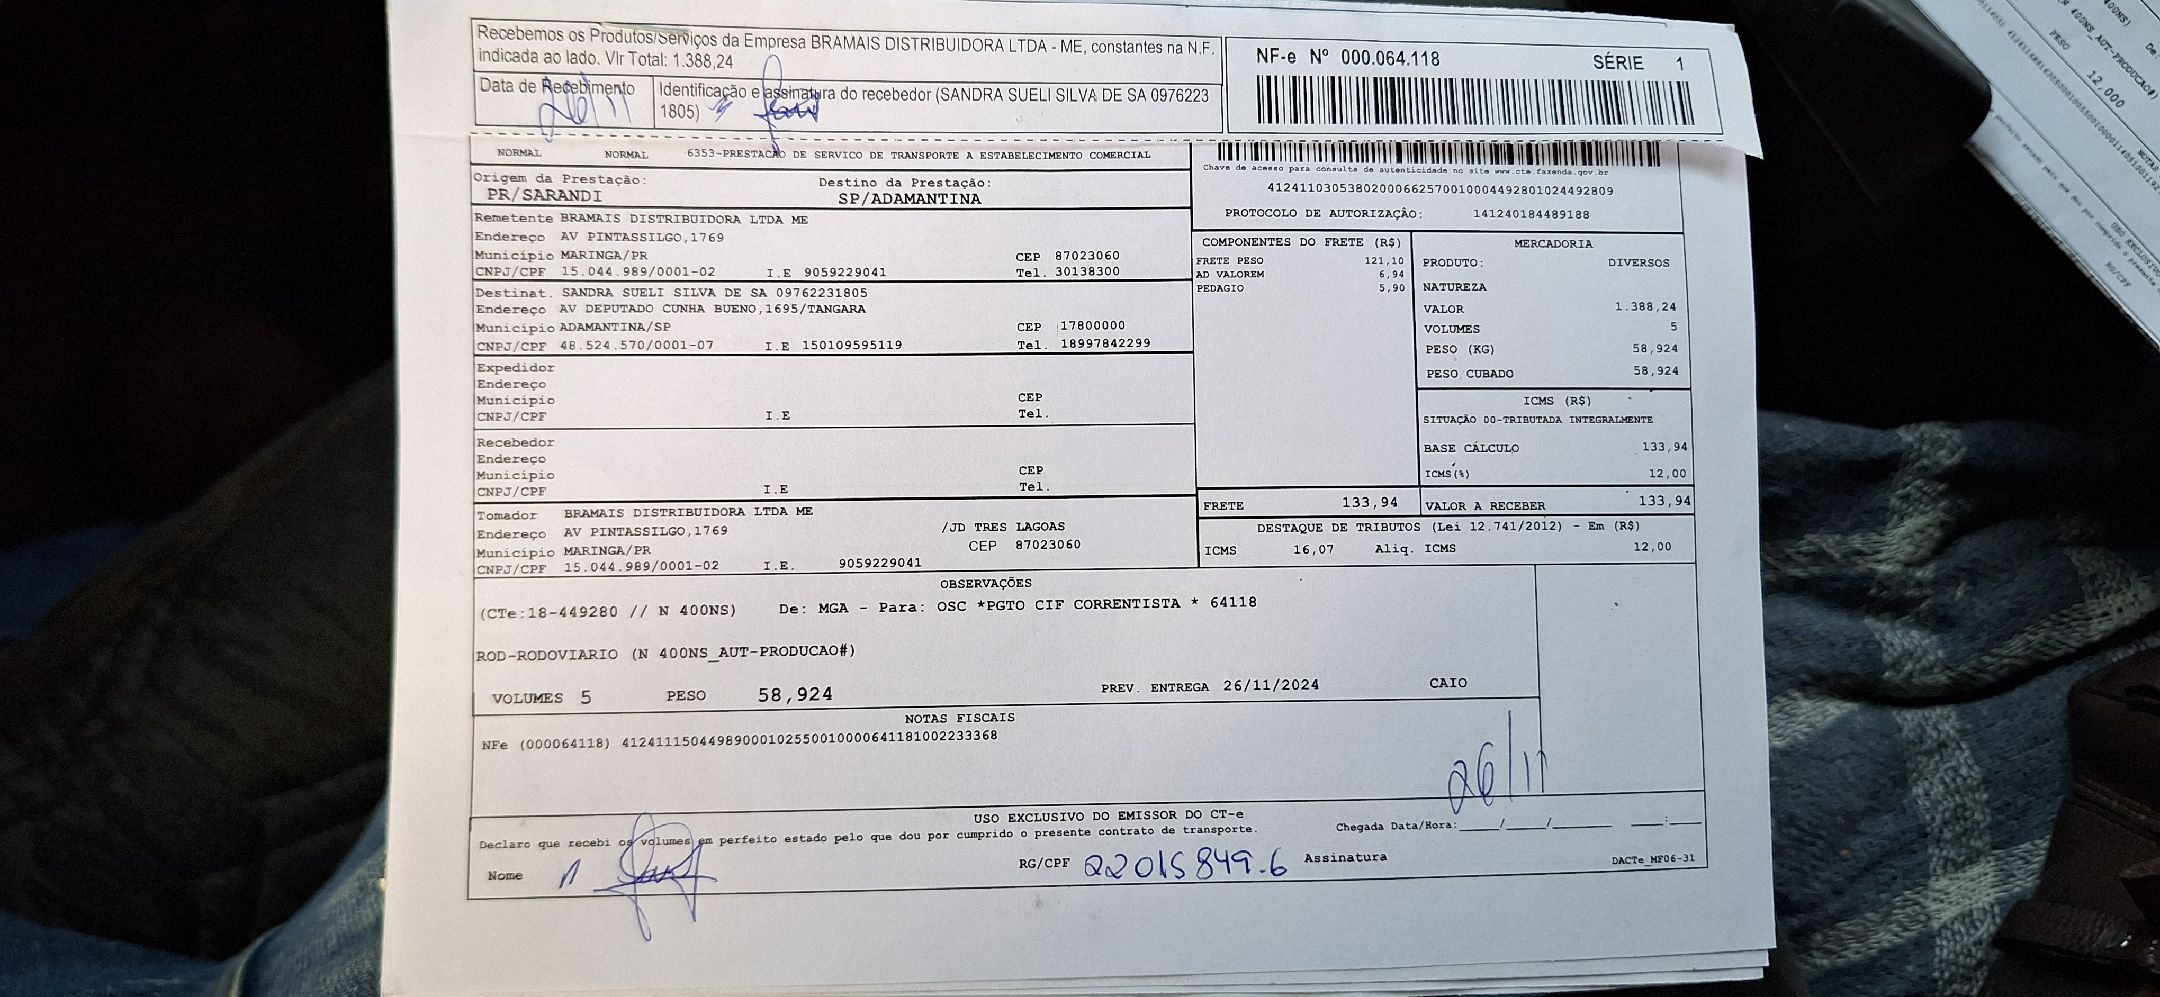 Recebemos os Produtos/Serviços da Empresa BRAMAIS DISTRIBUIDORA LTDA - ME, constantes na N.F.
indicada ao lado. Vlr Total: 1.388,24
Data de Recebimento
26/11
Identificação e assinatura do recebedor (SANDRA SUELI SILVA DE SA 0976223
1805)
NF-e Nº 000.064.118 SÉRIE 1
NORMAL NORMAL 6353-PRESTACAO DE SERVICO DE TRANSPORTE A ESTABELECIMENTO COMERCIAL
Origem da Prestação: Destino da Prestação:
PR/SARANDI SP/ADAMANTINA
Chave de acesso para consulta de autenticidade no site www.cte.fazenda.gov.br
41241103053802000662570010004492801024492809
PROTOCOLO DE AUTORIZAÇÃO: 141240184489188
Remetente BRAMAIS DISTRIBUIDORA LTDA ME
Endereço AV PINTASSILGO,1769
Município MARINGA/PR CEP 87023060
CNPJ/CPF 15.044.989/0001-02 I.E 9059229041 Tel. 30138300
Destinat. SANDRA SUELI SILVA DE SA 09762231805
Endereço AV DEPUTADO CUNHA BUENO,1695/TANGARA
Município ADAMANTINA/SP CEP 17800000
CNPJ/CPF 48.524.570/0001-07 I.E 150109595119 Tel. 18997842299
Expedidor
Endereço
Município CEP
CNPJ/CPF I.E Tel.
Recebedor
Endereço
Município CEP
CNPJ/CPF I.E Tel.
Tomador BRAMAIS DISTRIBUIDORA LTDA ME
Endereço AV PINTASSILGO,1769 /JD TRES LAGOAS
Município MARINGA/PR CEP 87023060
CNPJ/CPF 15.044.989/0001-02 I.E. 9059229041
COMPONENTES DO FRETE (R$)
FRETE PESO 121,10
AD VALOREM 6,94
PEDAGIO 5,90
MERCADORIA
PRODUTO: DIVERSOS
NATUREZA
VALOR 1.388,24
VOLUMES 5
PESO (KG) 58,924
PESO CUBADO 58,924
ICMS (R$)
SITUAÇÃO 00-TRIBUTADA INTEGRALMENTE
BASE CÁLCULO 133,94
ICMS(%) 12,00
FRETE 133,94 VALOR A RECEBER 133,94
DESTAQUE DE TRIBUTOS (Lei 12.741/2012) - Em (R$)
ICMS 16,07 Aliq. ICMS 12,00
OBSERVAÇÕES
(CTe:18-449280 // N 400NS) De: MGA - Para: OSC *PGTO CIF CORRENTISTA * 64118
ROD-RODOVIARIO (N 400NS_AUT-PRODUCAO#)
VOLUMES 5 PESO 58,924 PREV. ENTREGA 26/11/2024 CAIO
NOTAS FISCAIS
NFe (000064118) 41241115044989000102550010000641181002233368
26/11
USO EXCLUSIVO DO EMISSOR DO CT-e
Declaro que recebi os volumes em perfeito estado pelo que dou por cumprido o presente contrato de transporte. Chegada Data/Hora:____/____/______ ___:___
Nome RG/CPF 22015849.6 Assinatura DACTe_MF06-31
12,000
PESO